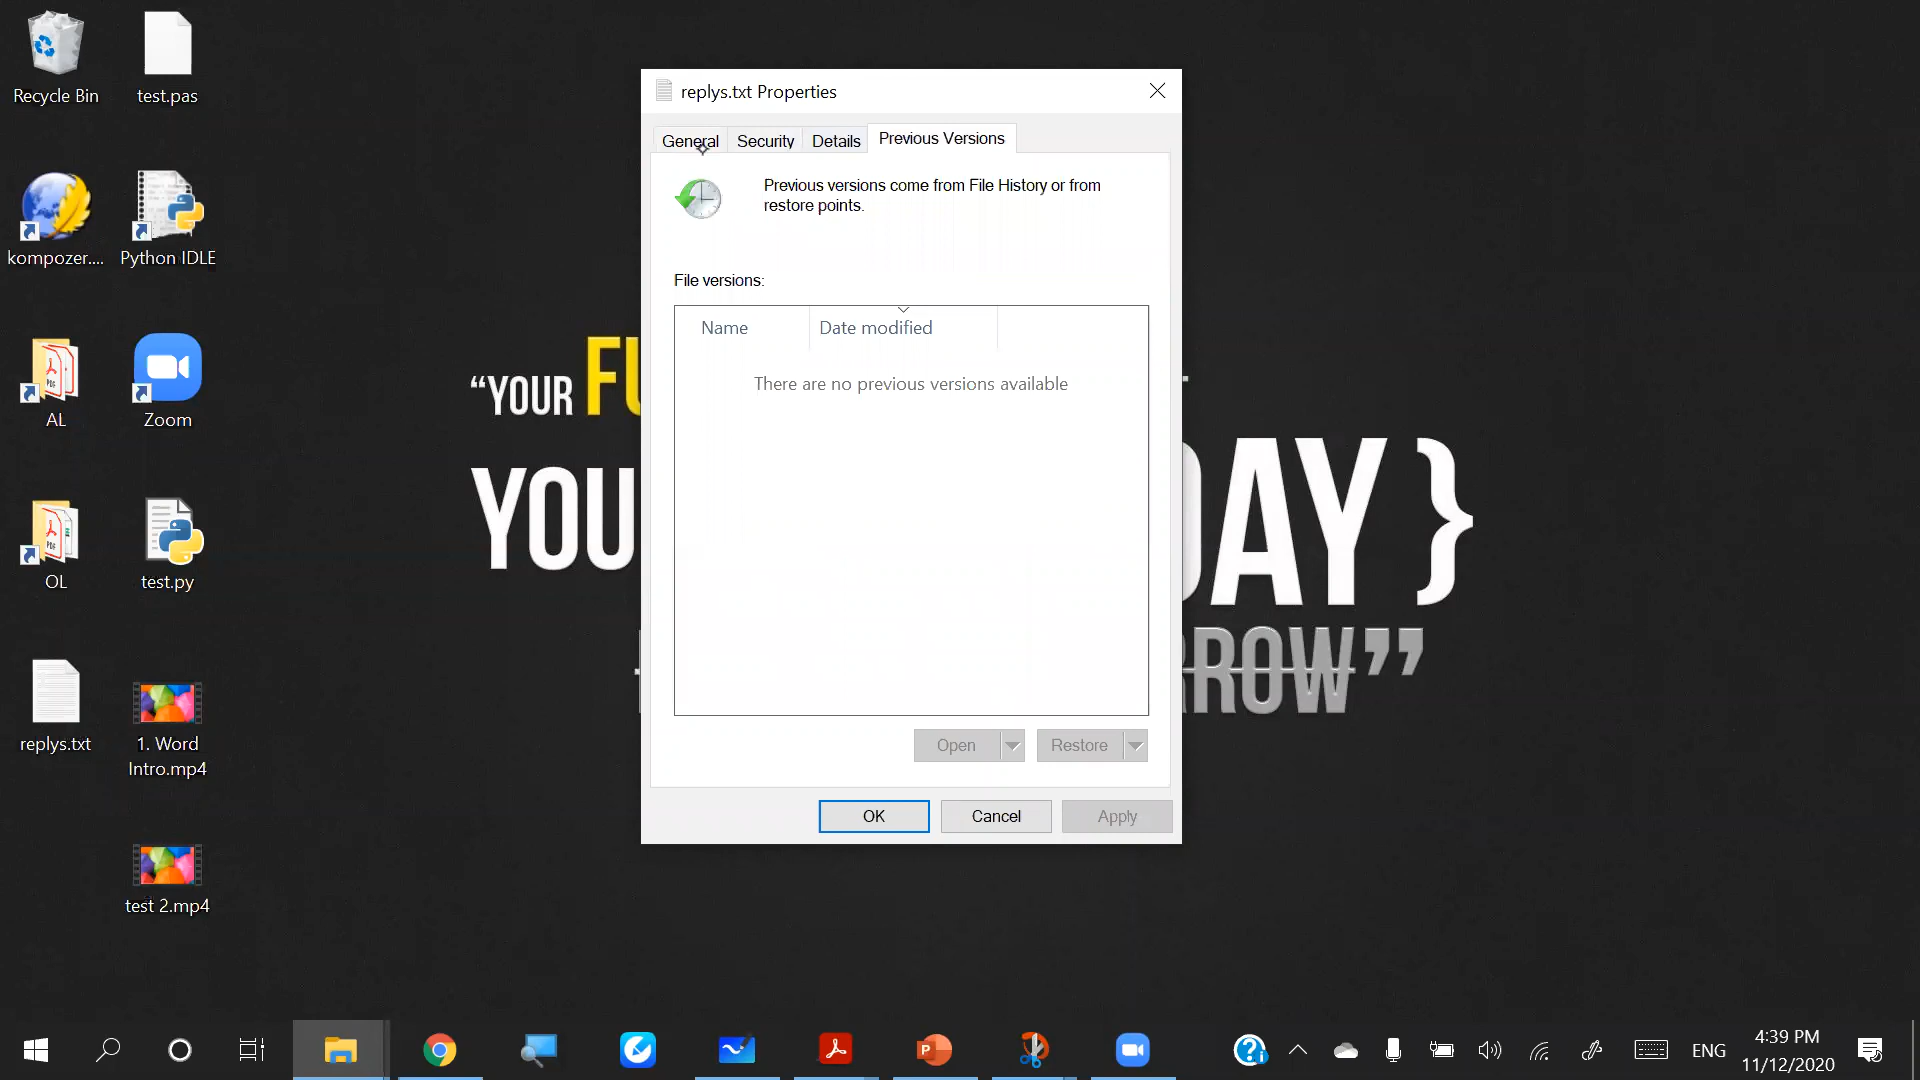 Recycle Bin
test.pas
kompozer....
Python IDLE
AL
Zoom
OL
test.py
replys.txt
1. Word
Intro.mp4
test 2.mp4
“YOUR
YOU
DAY }
RROW”
replys.txt Properties
General
Security
Details
Previous Versions
Previous versions come from File History or from
restore points.
File versions:
Name
Date modified
There are no previous versions available
Open
Restore
OK
Cancel
Apply
ENG
4:39 PM
11/12/2020